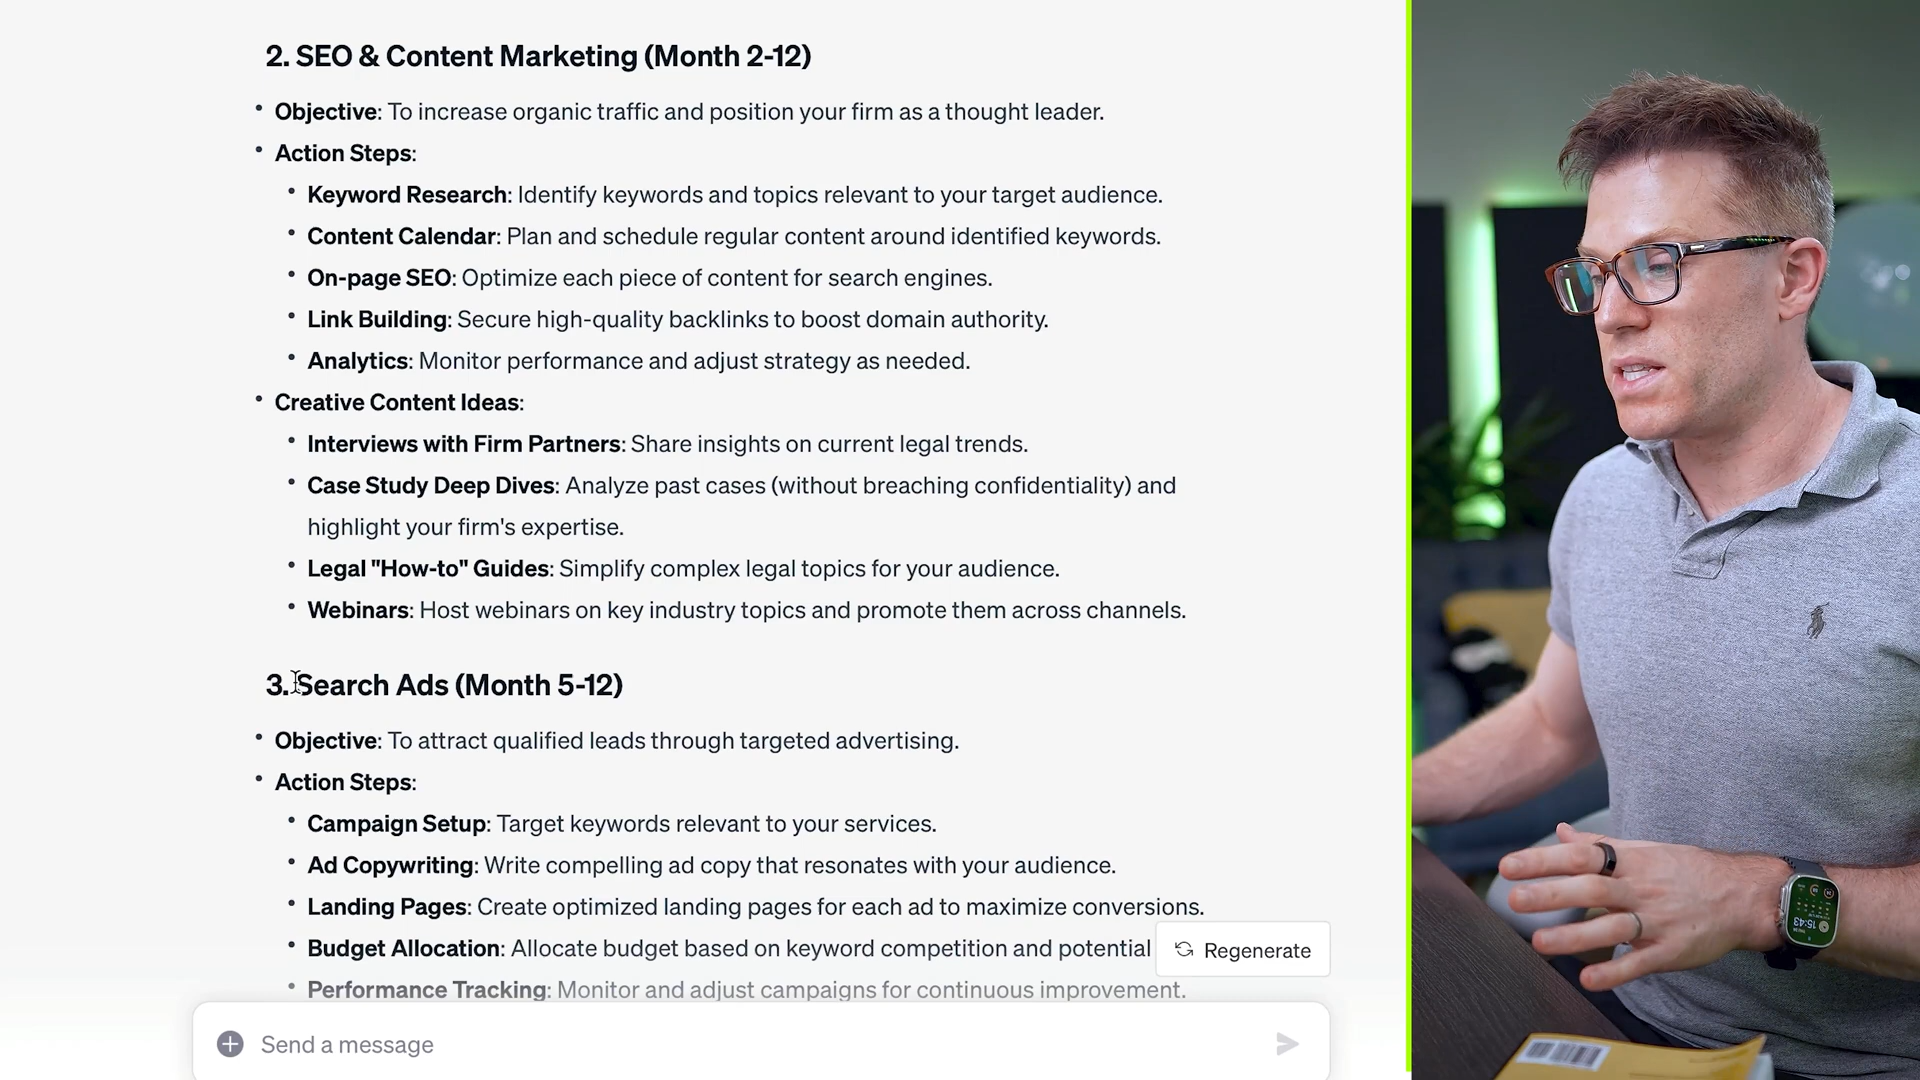 2. SEO & Content Marketing (Month 2-12)
• Objective: To increase organic traffic and position your firm as a thought leader.
• Action Steps:
• Keyword Research: Identify keywords and topics relevant to your target audience.
• Content Calendar: Plan and schedule regular content around identified keywords.
• On-page SEO: Optimize each piece of content for search engines.
• Link Building: Secure high-quality backlinks to boost domain authority.
• Analytics: Monitor performance and adjust strategy as needed.
• Creative Content Ideas:
• Interviews with Firm Partners: Share insights on current legal trends.
• Case Study Deep Dives: Analyze past cases (without breaching confidentiality) and
highlight your firm's expertise.
• Legal "How-to" Guides: Simplify complex legal topics for your audience.
• Webinars: Host webinars on key industry topics and promote them across channels.
3. Search Ads (Month 5-12)
• Objective: To attract qualified leads through targeted advertising.
• Action Steps:
• Campaign Setup: Target keywords relevant to your services.
• Ad Copywriting: Write compelling ad copy that resonates with your audience.
• Landing Pages: Create optimized landing pages for each ad to maximize conversions.
• Budget Allocation: Allocate budget based on keyword competition and potential
Regenerate
• Performance Tracking: Monitor and adjust campaigns for continuous improvement.
Send a message
15:43